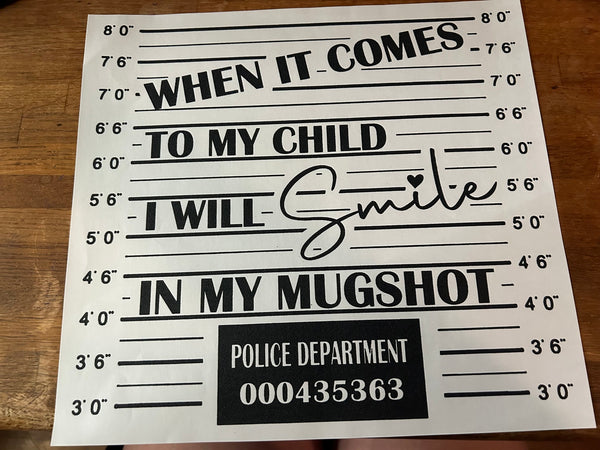 8' 0" 8' 0"
7' 6" WHEN IT COMES 7' 6"
7' 0" 7' 0"
6' 6" TO MY CHILD 6' 6"
6' 0" 6' 0"
5' 6" I WILL Smile 5' 6"
5' 0" 5' 0"
4' 6" IN MY MUGSHOT 4' 6"
4' 0" 4' 0"
POLICE DEPARTMENT
3' 6" 3' 6"
000435363
3' 0" 3' 0"